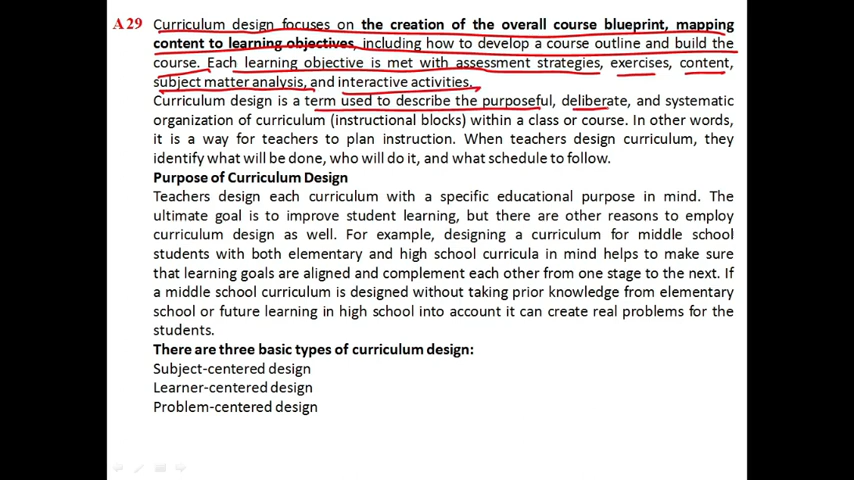 A29 Curriculum design focuses on the creation of the overall course blueprint, mapping
content to learning objectives, including how to develop a course outline and build the
course. Each learning objective is met with assessment strategies, exercises, content,
subject matter analysis, and interactive activities.
Curriculum design is a term used to describe the purposeful, deliberate, and systematic
organization of curriculum (instructional blocks) within a class or course. In other words,
it is a way for teachers to plan instruction. When teachers design curriculum, they
identify what will be done, who will do it, and what schedule to follow.
Purpose of Curriculum Design
Teachers design each curriculum with a specific educational purpose in mind. The
ultimate goal is to improve student learning, but there are other reasons to employ
curriculum design as well. For example, designing a curriculum for middle school
students with both elementary and high school curricula in mind helps to make sure
that learning goals are aligned and complement each other from one stage to the next. If
a middle school curriculum is designed without taking prior knowledge from elementary
school or future learning in high school into account it can create real problems for the
students.
There are three basic types of curriculum design:
Subject-centered design
Learner-centered design
Problem-centered design